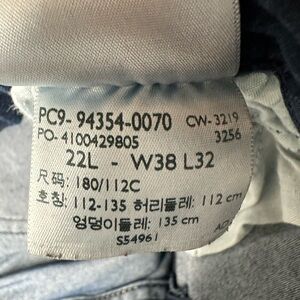 PC9- 94354-0070 CW-3219
PO-4100429805 3256
22L - W38 L32
尺码: 180/112C
호칭: 112-135 허리둘레: 112 cm
엉덩이둘레: 135 cm
S54961